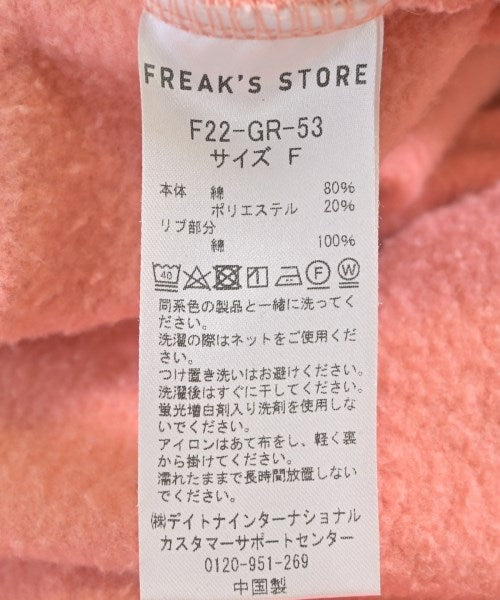 FREAK'S STORE
F22-GR-53
サイズ F
本体 綿 80%
ポリエステル 20%
リブ部分
綿 100%
40 F W
同系色の製品と一緒に洗ってく
ださい。
洗濯の際はネットをご使用くだ
さい。
つけ置き洗いはお避けください。
洗濯後はすぐに干してください。
蛍光増白剤入り洗剤を使用しな
いでください。
アイロンはあて布をし、軽く裏
から掛けてください。
濡れたままで長時間放置しない
でください。
㈱デイトナインターナショナル
カスタマーサポートセンター
0120-951-269
中国製